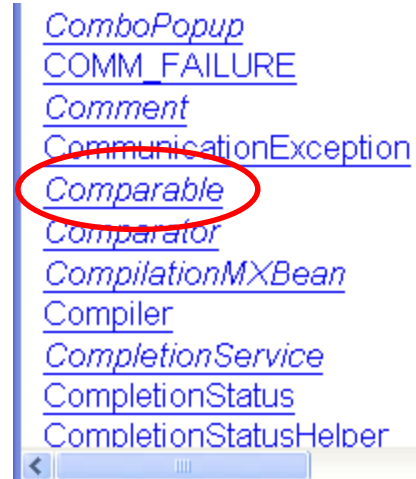 ComboPopup
COMM_FAILURE
Comment
CommunicationException
Comparable
Comparator
CompilationMXBean
Compiler
CompletionService
CompletionStatus
CompletionStatusHelper